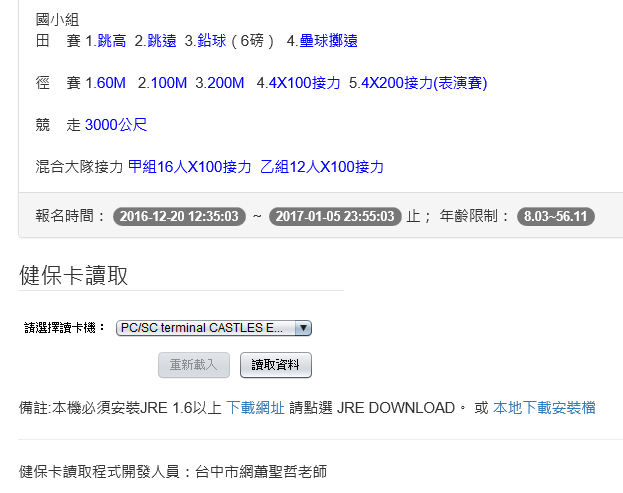 國小組
田 賽 1.跳高 2.跳遠 3.鉛球（6磅） 4.壘球擲遠
徑 賽 1.60M 2.100M 3.200M 4.4X100接力 5.4X200接力(表演賽)
競 走 3000公尺
混合大隊接力 甲組16人X100接力 乙組12人X100接力
報名時間： 2016-12-20 12:35:03 ~ 2017-01-05 23:55:03 止； 年齡限制： 8.03~56.11
健保卡讀取
請選擇讀卡機： PC/SC terminal CASTLES E...
重新載入 讀取資料
備註:本機必須安裝JRE 1.6以上 下載網址 請點選 JRE DOWNLOAD。 或 本地下載安裝檔
健保卡讀取程式開發人員：台中市網蕭聖哲老師